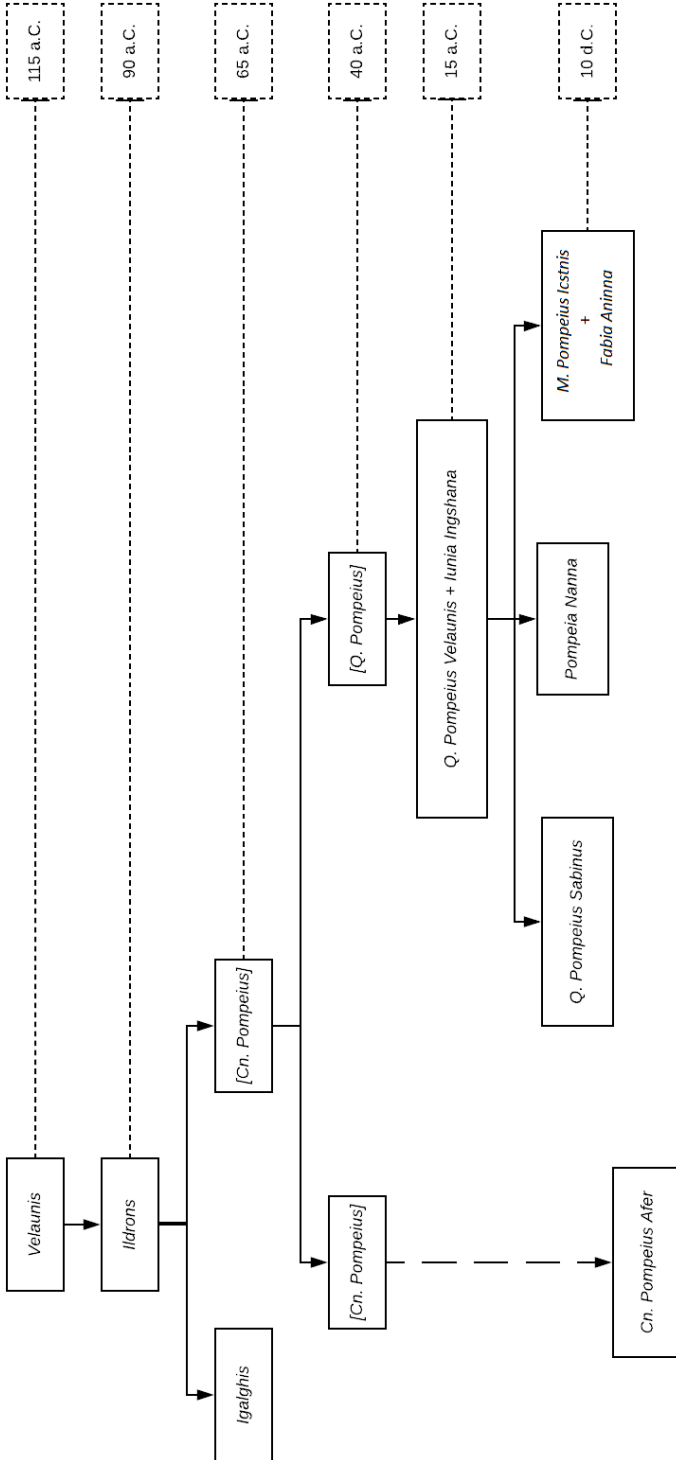 115 a.C.
90 a.C.
65 a.C.
40 a.C.
15 a.C.
10 d.C.
Velaunis
Ildrons
Igalghis
[Cn. Pompeius]
[Cn. Pompeius]
[Q. Pompeius]
Q. Pompeius Velaunis + Iunia Ingshana
Cn. Pompeius Afer
Q. Pompeius Sabinus
Pompeia Nanna
M. Pompeius Icstnis
+
Fabia Aninna